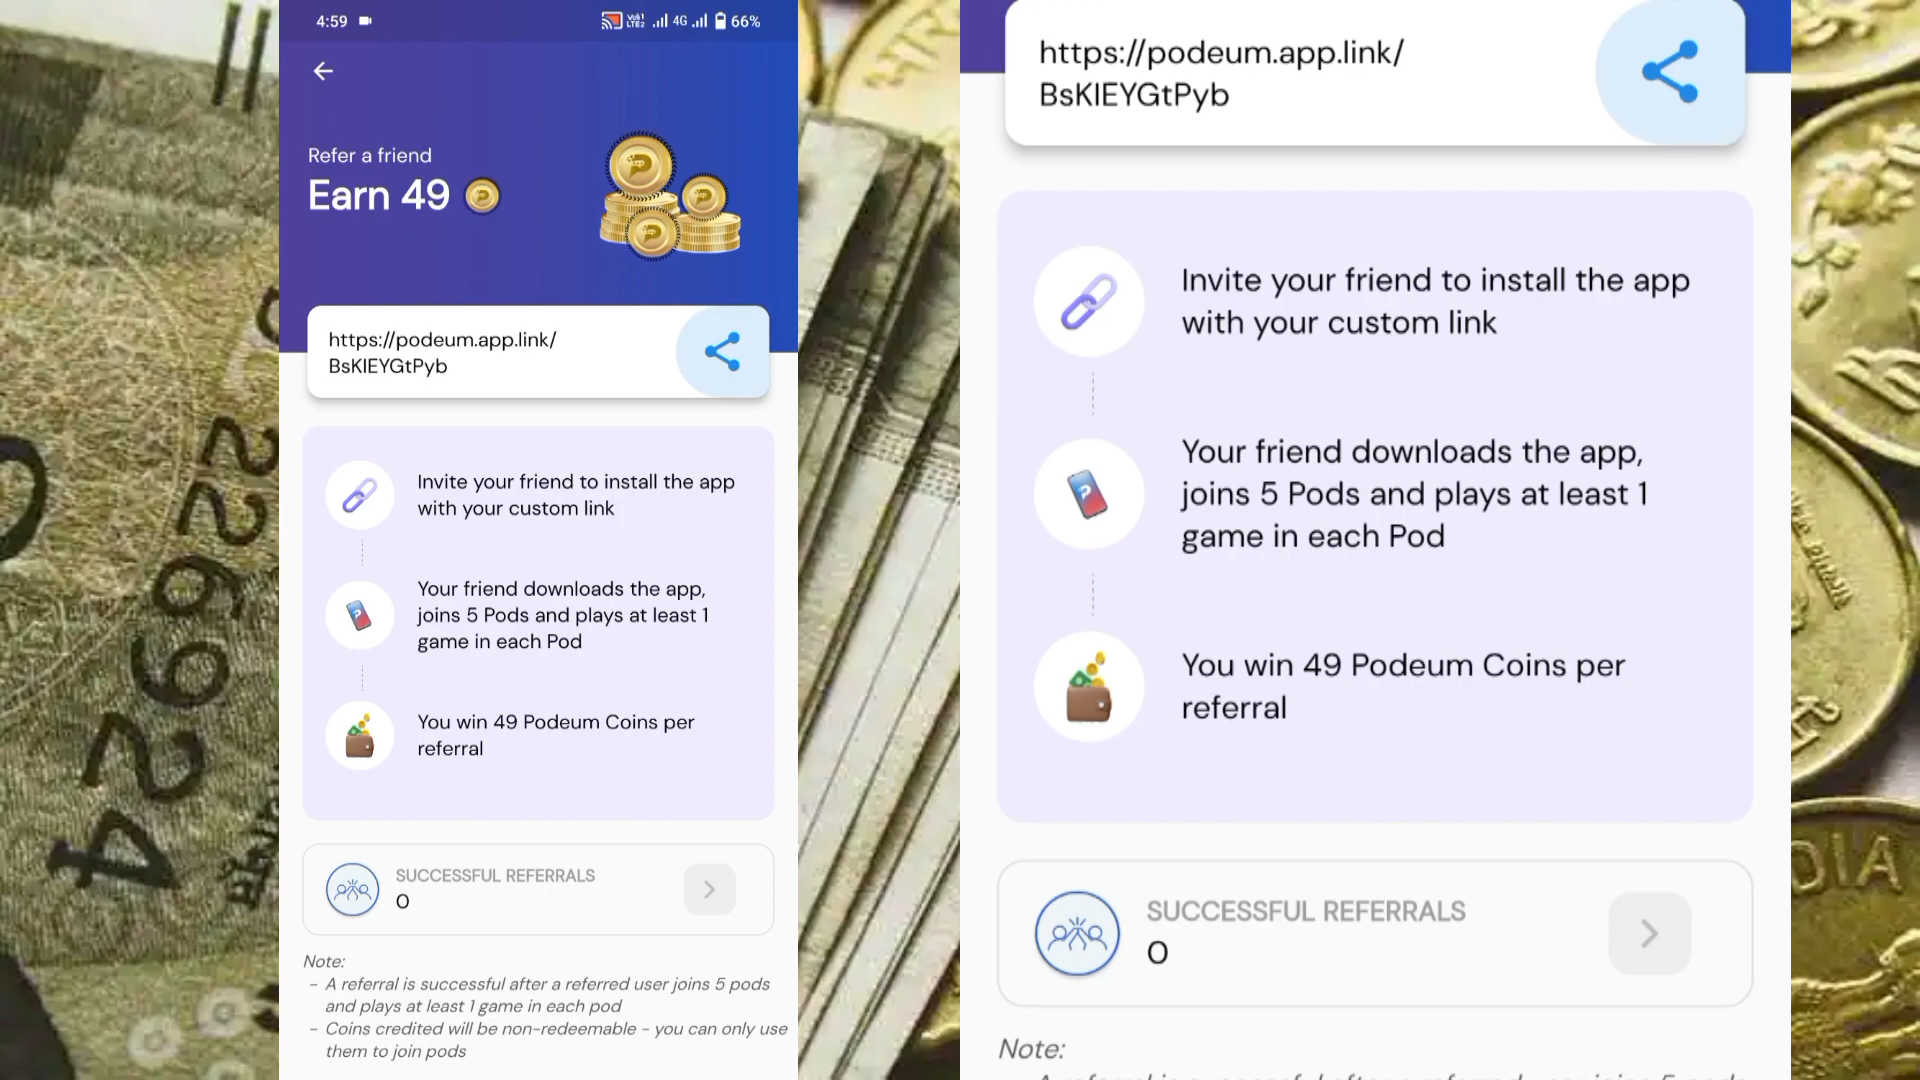 4:59
4G
66%
Refer a friend
Earn 49
https://podeum.app.link/
BsKIEYGtPyb
Invite your friend to install the app
with your custom link
Your friend downloads the app,
joins 5 Pods and plays at least 1
game in each Pod
You win 49 Podeum Coins per
referral
SUCCESSFUL REFERRALS
0
Note:
- A referral is successful after a referred user joins 5 pods
and plays at least 1 game in each pod
- Coins credited will be non-redeemable - you can only use
them to join pods
https://podeum.app.link/
BsKIEYGtPyb
Invite your friend to install the app
with your custom link
Your friend downloads the app,
joins 5 Pods and plays at least 1
game in each Pod
You win 49 Podeum Coins per
referral
SUCCESSFUL REFERRALS
0
Note: